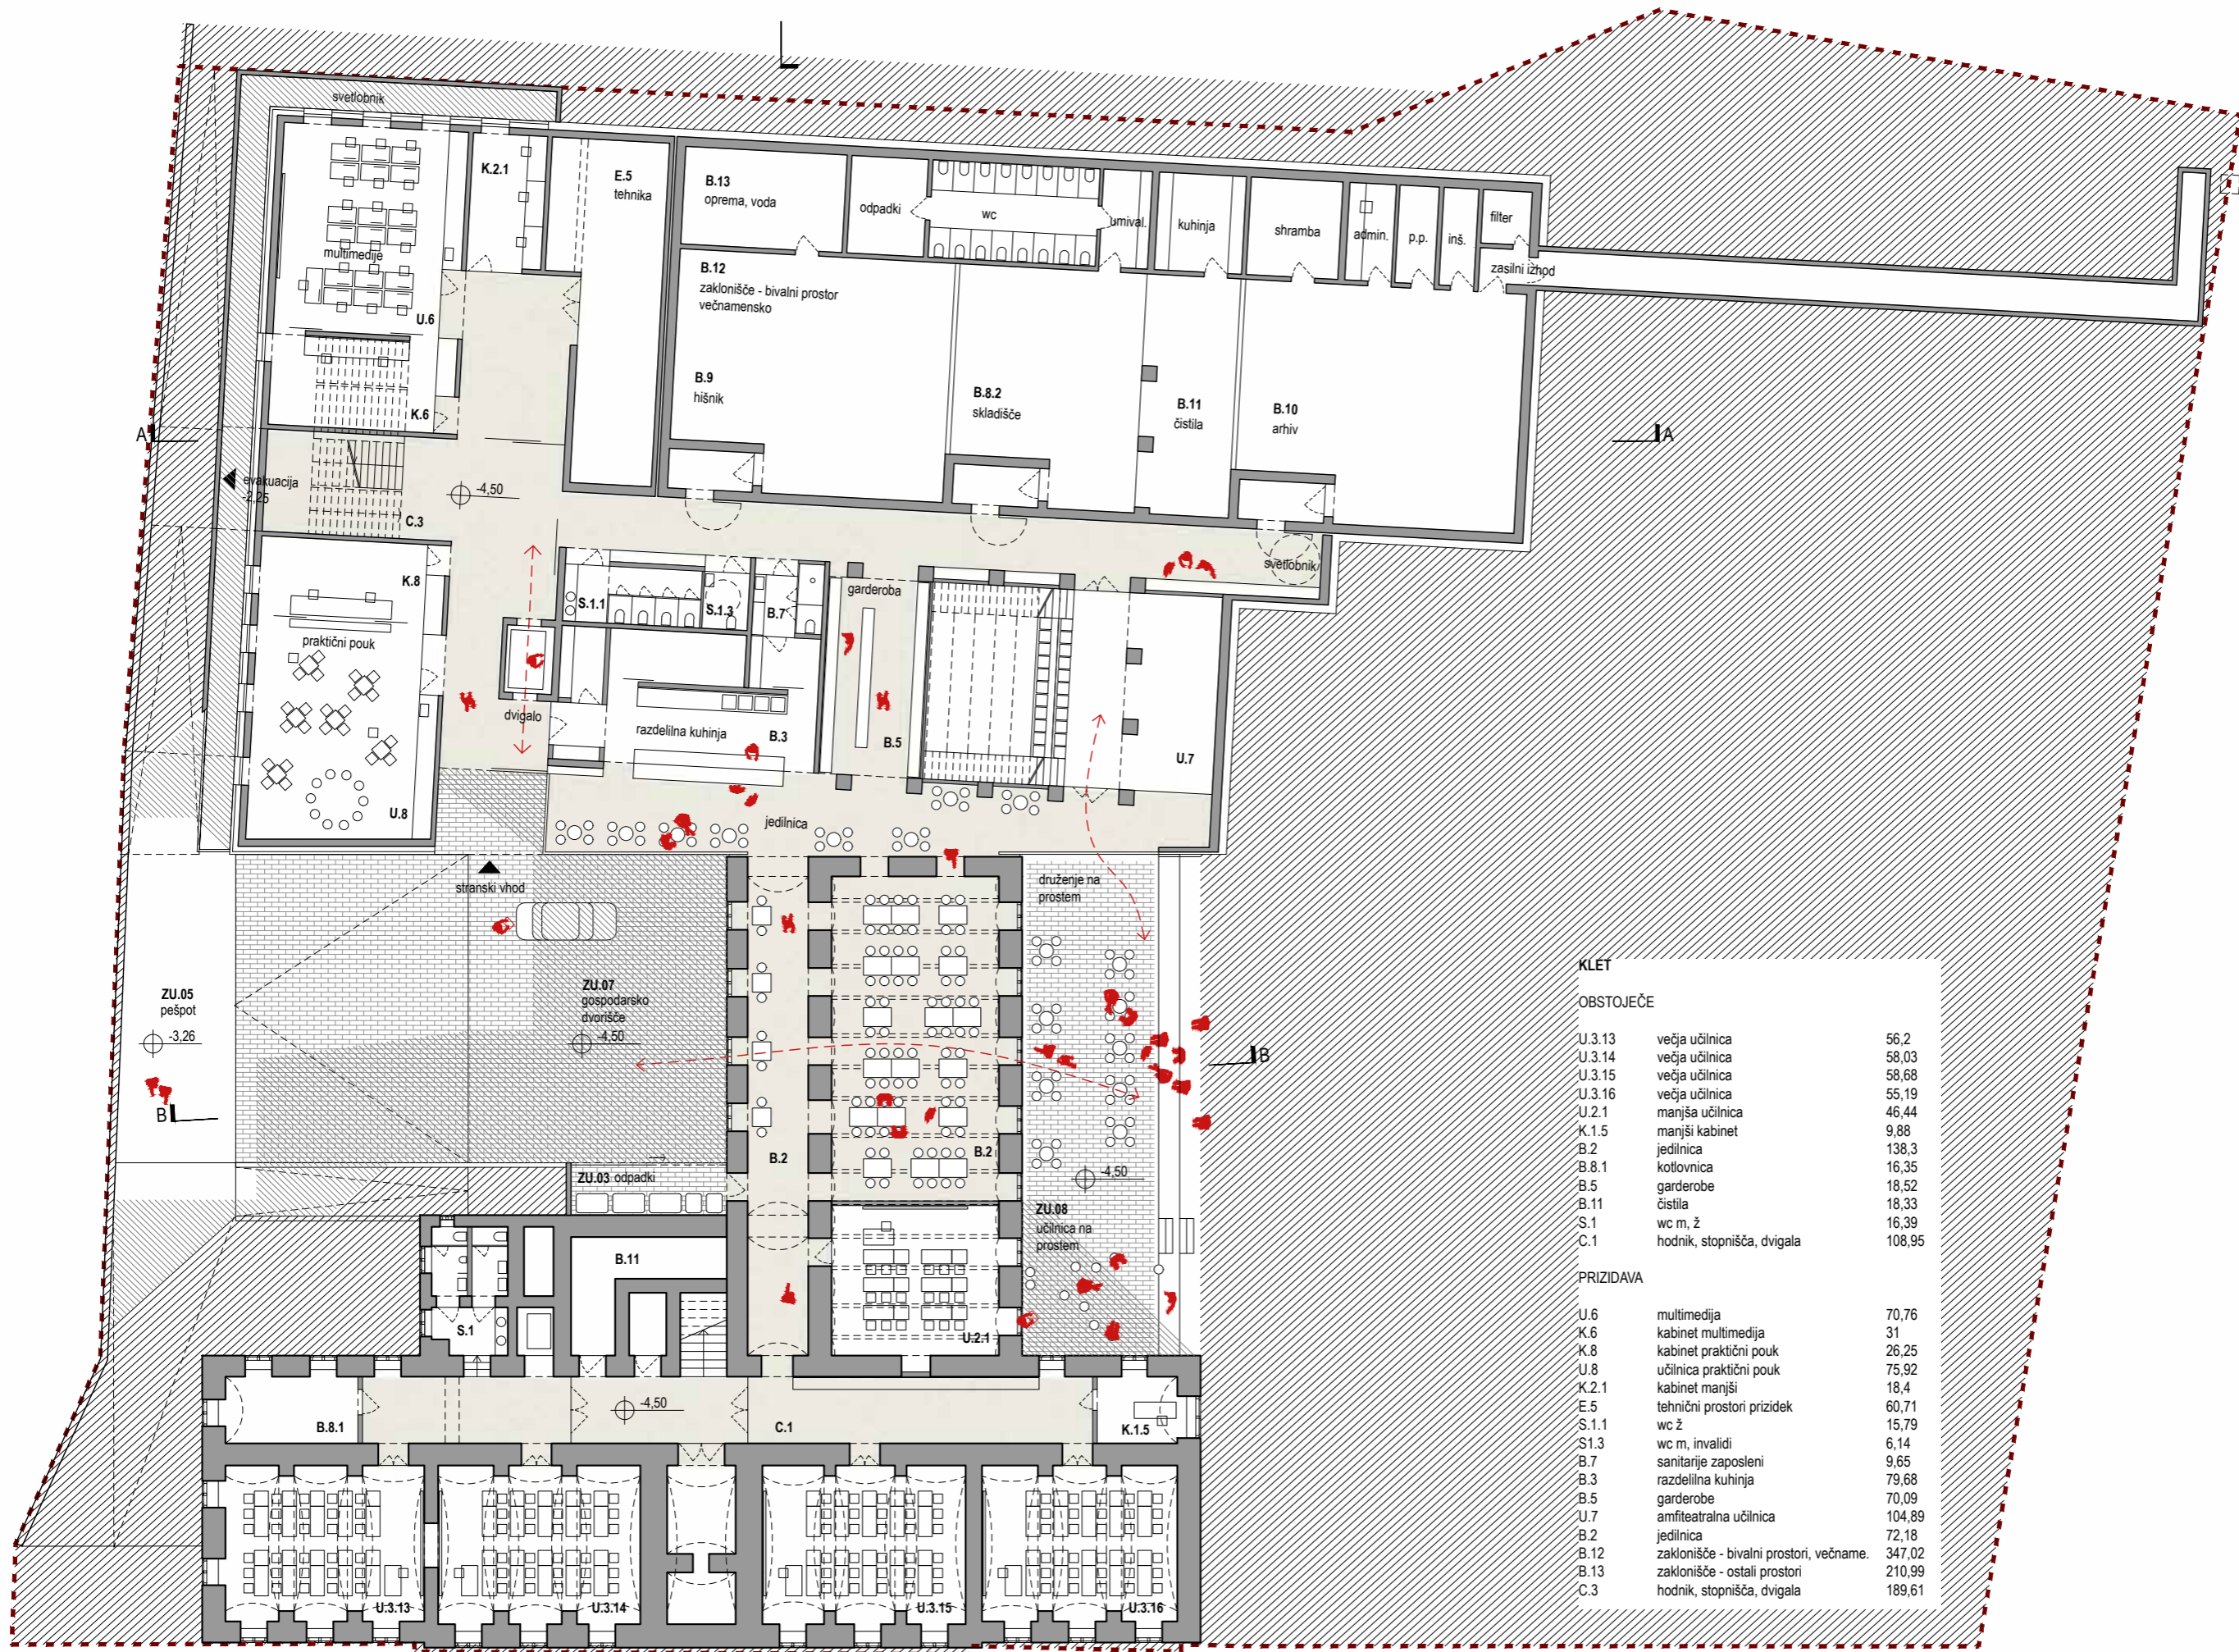 svetlobnik
K.2.1
E.5
tehnika
B.13
oprema, voda
odpadki
wc
umival.
kuhinja
shramba
admin.
p.p.
inš.
filter
zasilni izhod
multimedije
U.6
B.12
zaklonišče - bivalni prostor
večnamensko
B.9
hišnik
B.8.2
skladišče
B.11
čistila
B.10
arhiv
K.6
A
A
evakuacija
-2,25
-4,50
C.3
K.8
praktični pouk
S.1.1
S.1.3
B.7
garderoba
svetlobnik
dvigalo
razdelilna kuhinja
B.3
B.5
U.7
U.8
jedilnica
stranski vhod
druženje na
prostem
ZU.05
pešpot
-3,26
ZU.07
gospodarsko
dvorišče
-4,50
B
B
B.2
B.2
-4,50
ZU.03 odpadki
ZU.08
učilnica na
prostem
B.11
S.1
U.2.1
B.8.1
-4,50
C.1
K.1.5
U.3.13
U.3.14
U.3.15
U.3.16
KLET
OBSTOJEČE
U.3.13 večja učilnica 56,2
U.3.14 večja učilnica 58,03
U.3.15 večja učilnica 58,68
U.3.16 večja učilnica 55,19
U.2.1 manjša učilnica 46,44
K.1.5 manjši kabinet 9,88
B.2 jedilnica 138,3
B.8.1 kotlovnica 16,35
B.5 garderobe 18,52
B.11 čistila 18,33
S.1 wc m, ž 16,39
C.1 hodnik, stopnišča, dvigala 108,95
PRIZIDAVA
U.6 multimedija 70,76
K.6 kabinet multimedija 31
K.8 kabinet praktični pouk 26,25
U.8 učilnica praktični pouk 75,92
K.2.1 kabinet manjši 18,4
E.5 tehnični prostori prizidek 60,71
S.1.1 wc ž 15,79
S1.3 wc m, invalidi 6,14
B.7 sanitarije zaposleni 9,65
B.3 razdelilna kuhinja 79,68
B.5 garderobe 70,09
U.7 amfiteatralna učilnica 104,89
B.2 jedilnica 72,18
B.12 zaklonišče - bivalni prostori, večname. 347,02
B.13 zaklonišče - ostali prostori 210,99
C.3 hodnik, stopnišča, dvigala 189,61